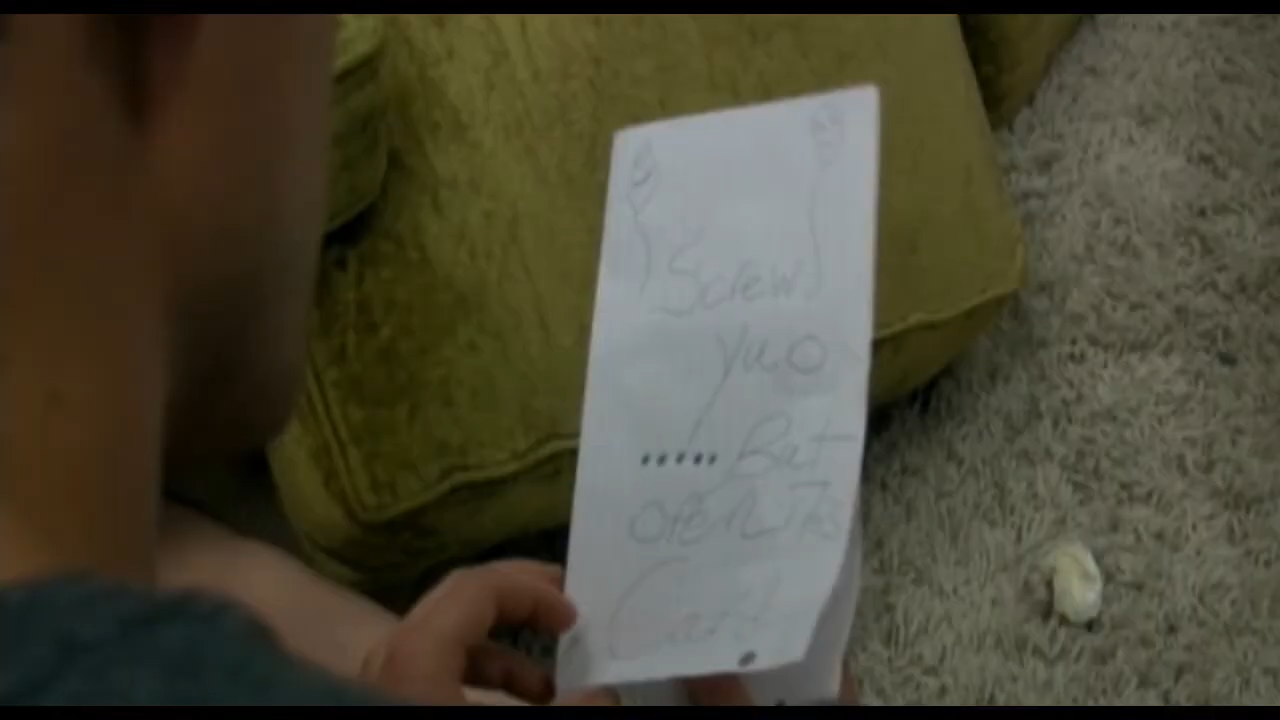 Screw
yuo
..... But
OPEN THIS
Card